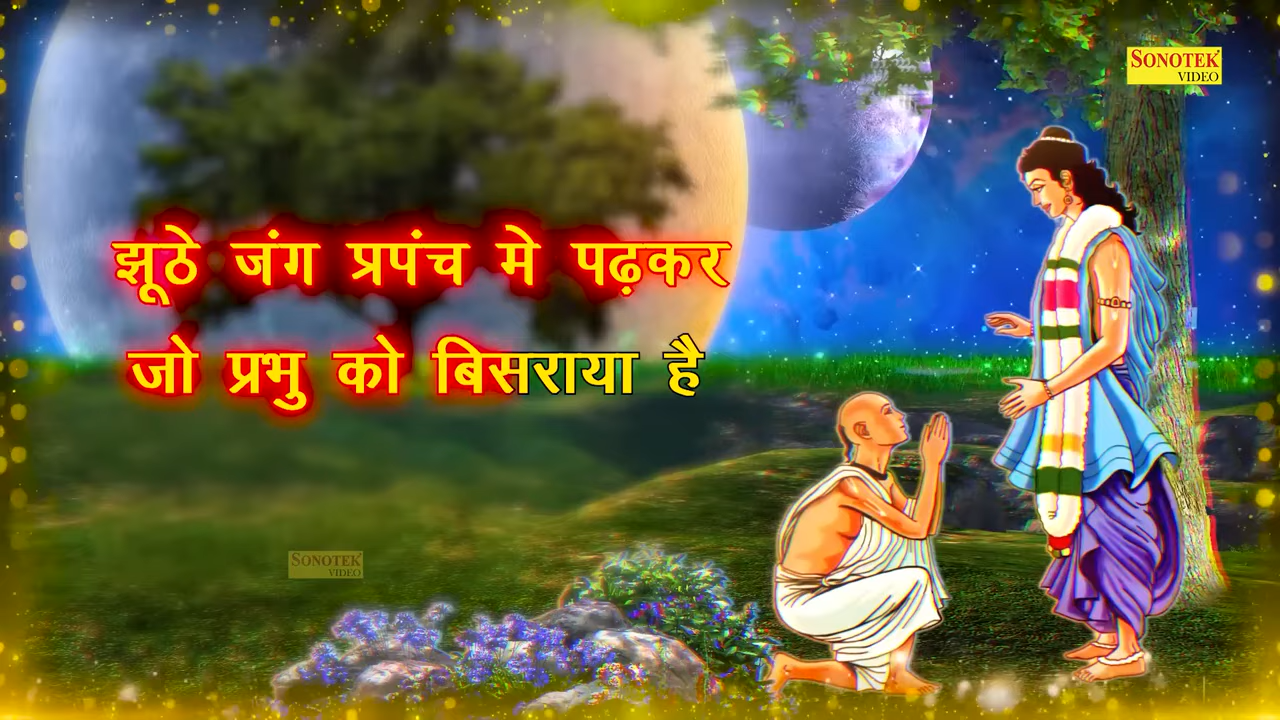 SONOTEK
VIDEO
झूठे जंग प्रपंच मे पढ़कर
जो प्रभु को बिसराया है
SONOTEK
VIDEO